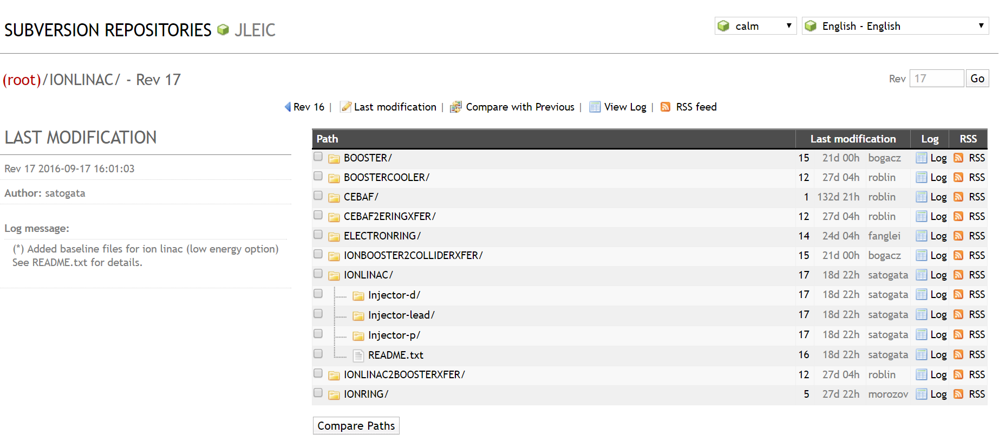 SUBVERSION REPOSITORIES JLEIC
calm ▼ English - English ▼
(root)/IONLINAC/ - Rev 17
Rev 17 Go
Rev 16 | Last modification | Compare with Previous | View Log | RSS feed
LAST MODIFICATION
Rev 17 2016-09-17 16:01:03
Author: satogata
Log message:
(*) Added baseline files for ion linac (low energy option)
See README.txt for details.
Path Last modification Log RSS
BOOSTER/ 15 21d 00h bogacz Log RSS
BOOSTERCOOLER/ 12 27d 04h roblin Log RSS
CEBAF/ 1 132d 21h roblin Log RSS
CEBAF2ERINGXFER/ 12 27d 04h roblin Log RSS
ELECTRONRING/ 14 24d 04h fanglei Log RSS
IONBOOSTER2COLLIDERXFER/ 15 21d 00h bogacz Log RSS
IONLINAC/ 17 18d 22h satogata Log RSS
Injector-d/ 17 18d 22h satogata Log RSS
Injector-lead/ 17 18d 22h satogata Log RSS
Injector-p/ 17 18d 22h satogata Log RSS
README.txt 16 18d 22h satogata Log RSS
IONLINAC2BOOSTERXFER/ 12 27d 04h roblin Log RSS
IONRING/ 5 27d 22h morozov Log RSS
Compare Paths